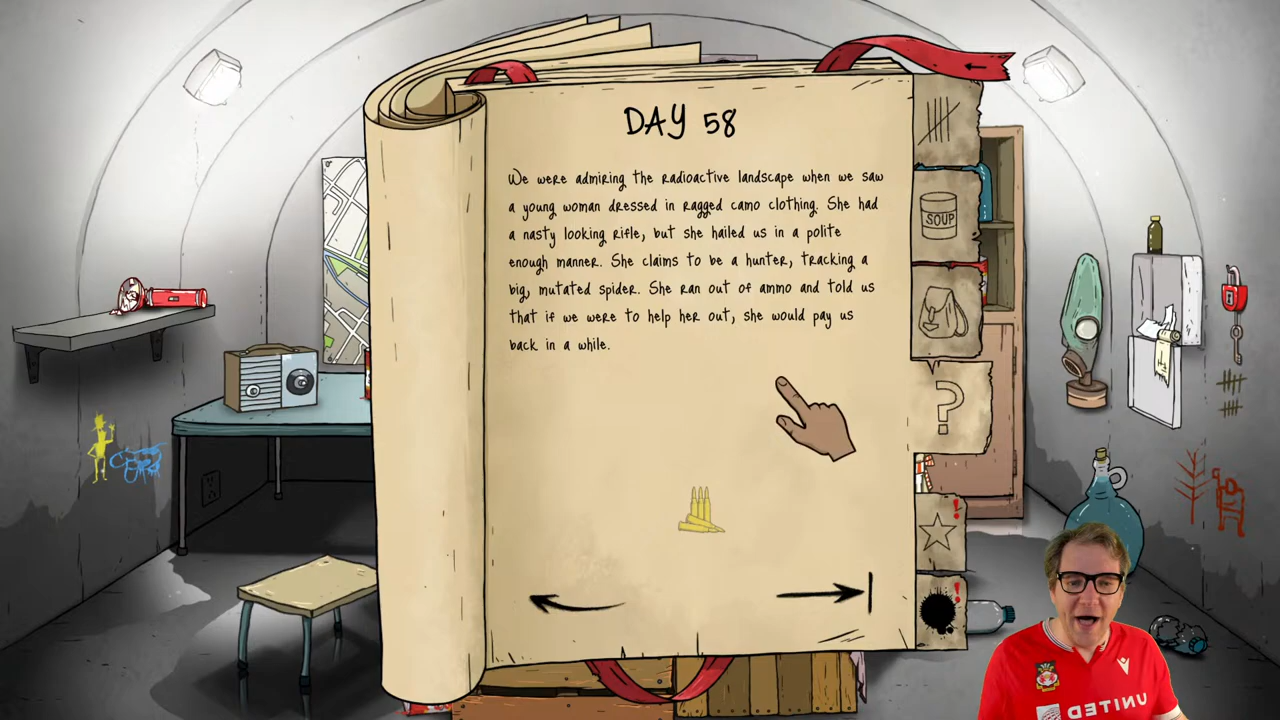 DAY 58
We were admiring the radioactive landscape when we saw
a young woman dressed in ragged camo clothing. She had
a nasty looking rifle, but she hailed us in a polite
enough manner. She claims to be a hunter, tracking a
big, mutated spider. She ran out of ammo and told us
that if we were to help her out, she would pay us
back in a while.
SOUP
?
UNITED